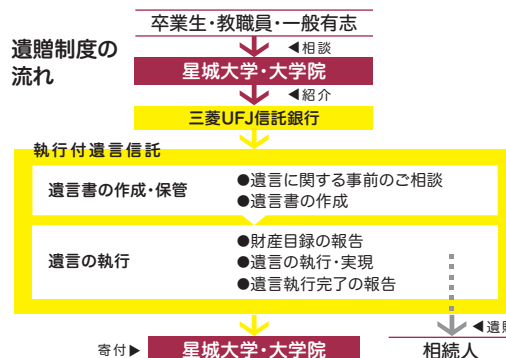 遺贈制度の
流れ
卒業生・教職員・一般有志
◀相談
星城大学・大学院
◀紹介
三菱UFJ信託銀行
執行付遺言信託
遺言書の作成・保管
●遺言に関する事前のご相談
●遺言書の作成
遺言の執行
●財産目録の報告
●遺言の執行・実現
●遺言執行完了の報告
寄付▶
星城大学・大学院
◀遺贈
相続人